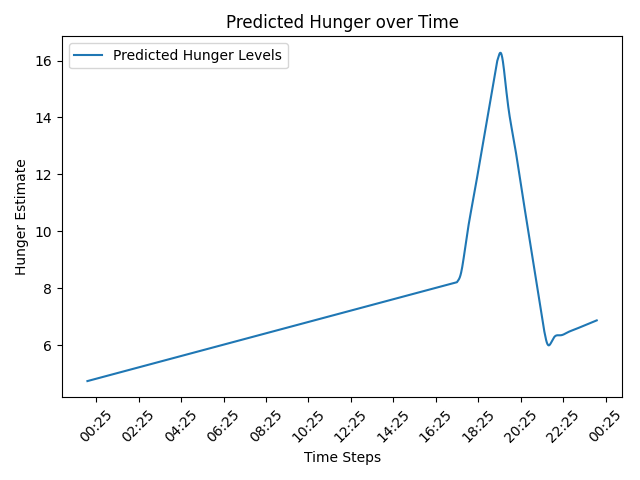 Predicted Hunger over Time
Predicted Hunger Levels
Hunger Estimate
16
14
12
10
8
6
00:25 02:25 04:25 06:25 08:25 10:25 12:25 14:25 16:25 18:25 20:25 22:25 00:25
Time Steps